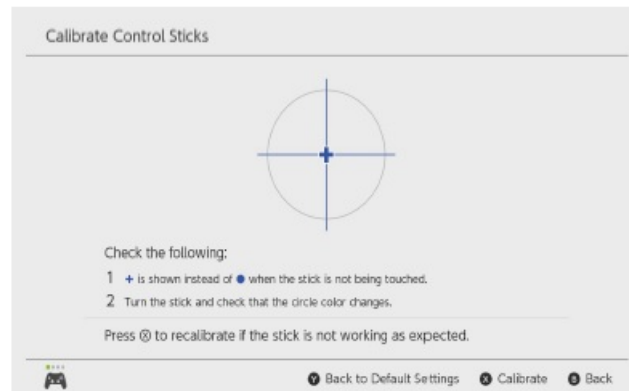 Calibrate Control Sticks
Check the following:
1 + is shown instead of ● when the stick is not being touched.
2 Turn the stick and check that the circle color changes.
Press Ⓧ to recalibrate if the stick is not working as expected.
Y Back to Default Settings X Calibrate B Back